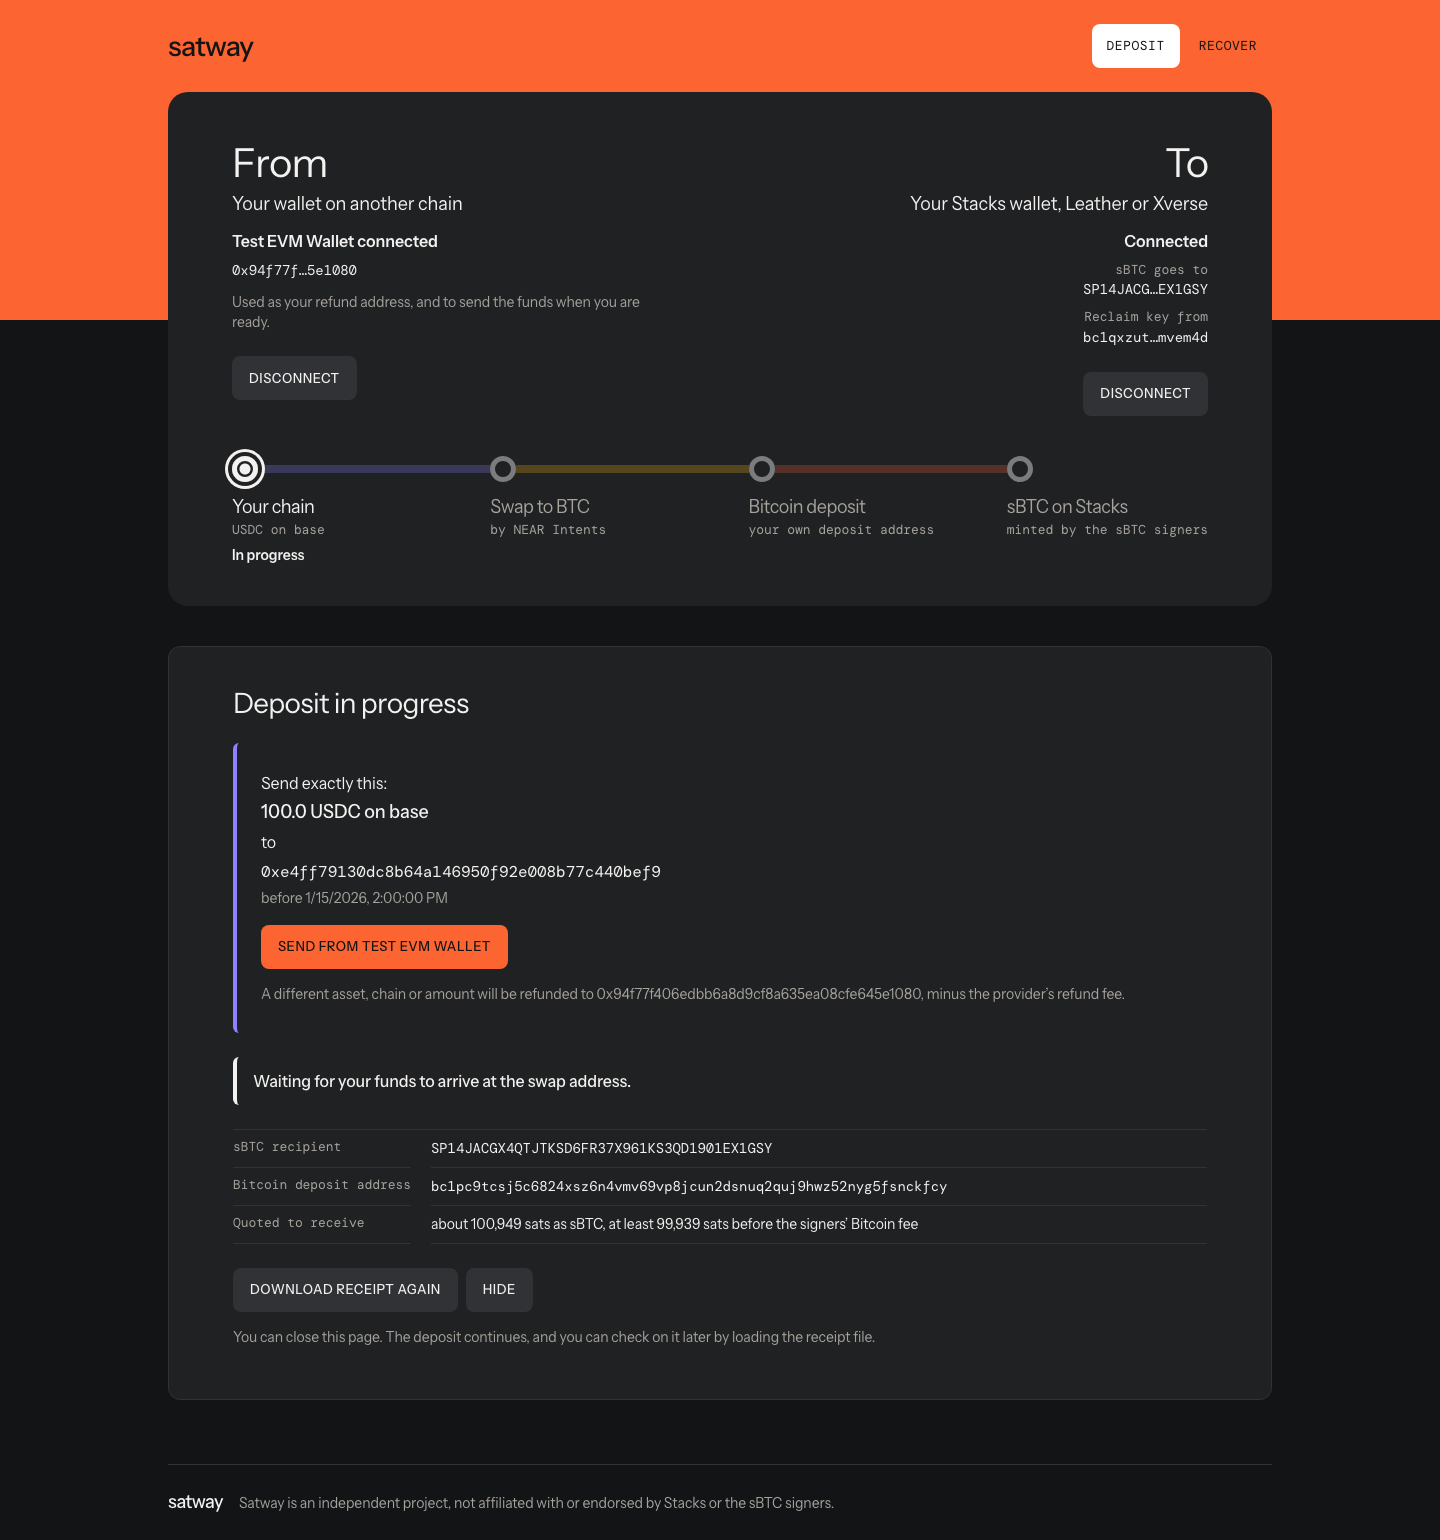 satway
DEPOSIT
RECOVER
From
Your wallet on another chain
Test EVM Wallet connected
0x94f77f…5e1080
Used as your refund address, and to send the funds when you are
ready.
DISCONNECT
To
Your Stacks wallet, Leather or Xverse
Connected
sBTC goes to
SP14JACG…EX1GSY
Reclaim key from
bc1qxzut…mvem4d
DISCONNECT
Your chain
USDC on base
In progress
Swap to BTC
by NEAR Intents
Bitcoin deposit
your own deposit address
sBTC on Stacks
minted by the sBTC signers
Deposit in progress
Send exactly this:
100.0 USDC on base
to
0xe4ff79130dc8b64a146950f92e008b77c440bef9
before 1/15/2026, 2:00:00 PM
SEND FROM TEST EVM WALLET
A different asset, chain or amount will be refunded to 0x94f77f406edbb6a8d9cf8a635ea08cfe645e1080, minus the provider’s refund fee.
Waiting for your funds to arrive at the swap address.
sBTC recipient
SP14JACGX4QTJTKSD6FR37X961KS3QD1901EX1GSY
Bitcoin deposit address
bc1pc9tcsj5c6824xsz6n4vmv69vp8jcun2dsnuq2quj9hwz52nyg5fsnckfcy
Quoted to receive
about 100,949 sats as sBTC, at least 99,939 sats before the signers’ Bitcoin fee
DOWNLOAD RECEIPT AGAIN
HIDE
You can close this page. The deposit continues, and you can check on it later by loading the receipt file.
satway
Satway is an independent project, not affiliated with or endorsed by Stacks or the sBTC signers.